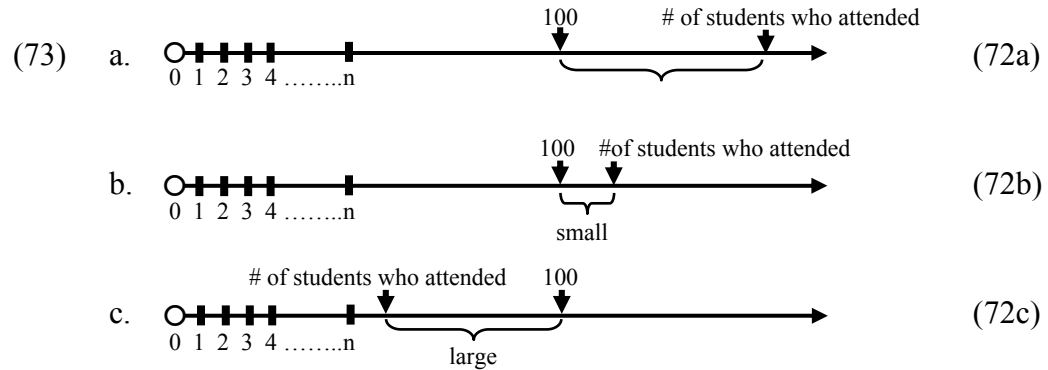 100 # of students who attended
(73) a. (72a)
0 1 2 3 4 ……..n
100 #of students who attended
b. (72b)
0 1 2 3 4 ……..n
small
# of students who attended 100
c. (72c)
0 1 2 3 4 ……..n
large